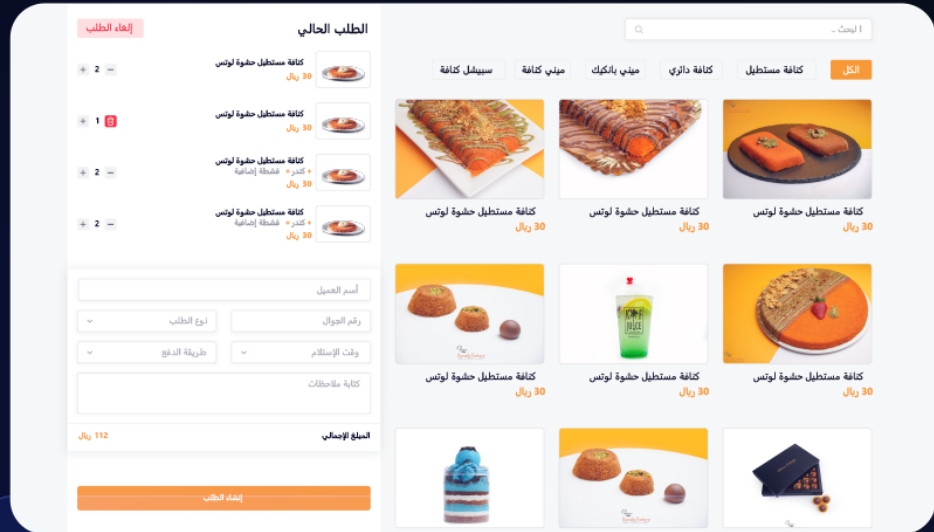 ابحث ..
الكل
كنافة مستطيل
كنافة دائري
ميني بانكيك
ميني كنافة
سبيشل كنافة
كنافة مستطيل حشوة لوتس
30 ريال
كنافة مستطيل حشوة لوتس
30 ريال
كنافة مستطيل حشوة لوتس
30 ريال
كنافة مستطيل حشوة لوتس
30 ريال
كنافة مستطيل حشوة لوتس
30 ريال
كنافة مستطيل حشوة لوتس
30 ريال
الطلب الحالي
إلغاء الطلب
كنافة مستطيل حشوة لوتس
30 ريال
+ 2 −
كنافة مستطيل حشوة لوتس
30 ريال
+ 1
كنافة مستطيل حشوة لوتس
+ كندر + قشطة إضافية
30 ريال
+ 2 −
كنافة مستطيل حشوة لوتس
+ كندر + قشطة إضافية
30 ريال
+ 2 −
أسم العميل
رقم الجوال
نوع الطلب
وقت الإستلام
طريقة الدفع
كتابة ملاحظات
المبلغ الإجمالي
112 ريال
إنشاء الطلب